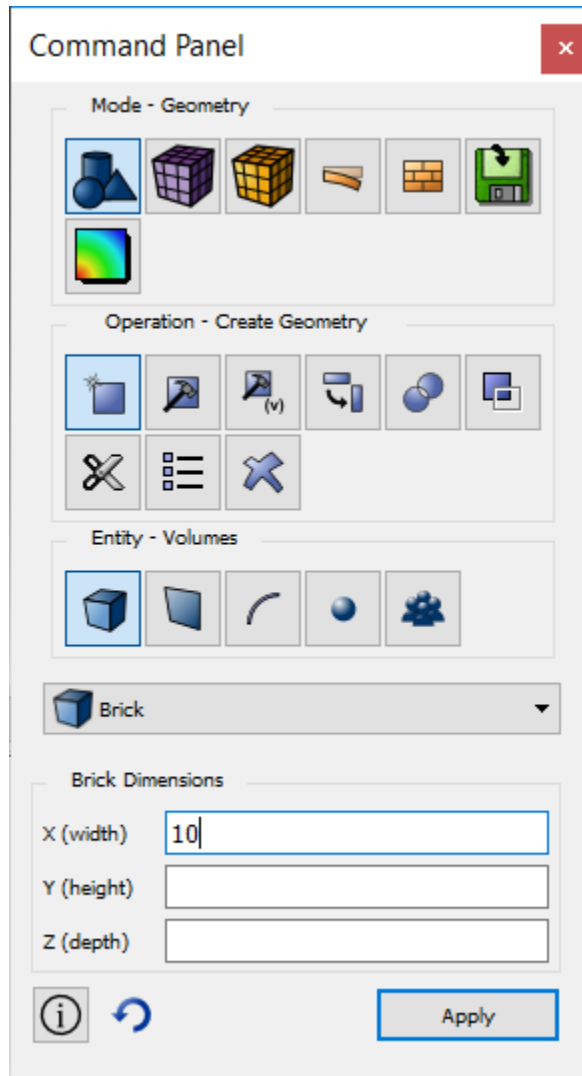 Command Panel
Mode - Geometry
Operation - Create Geometry
(v)
Entity - Volumes
Brick
Brick Dimensions
X (width)
10
Y (height)
Z (depth)
Apply